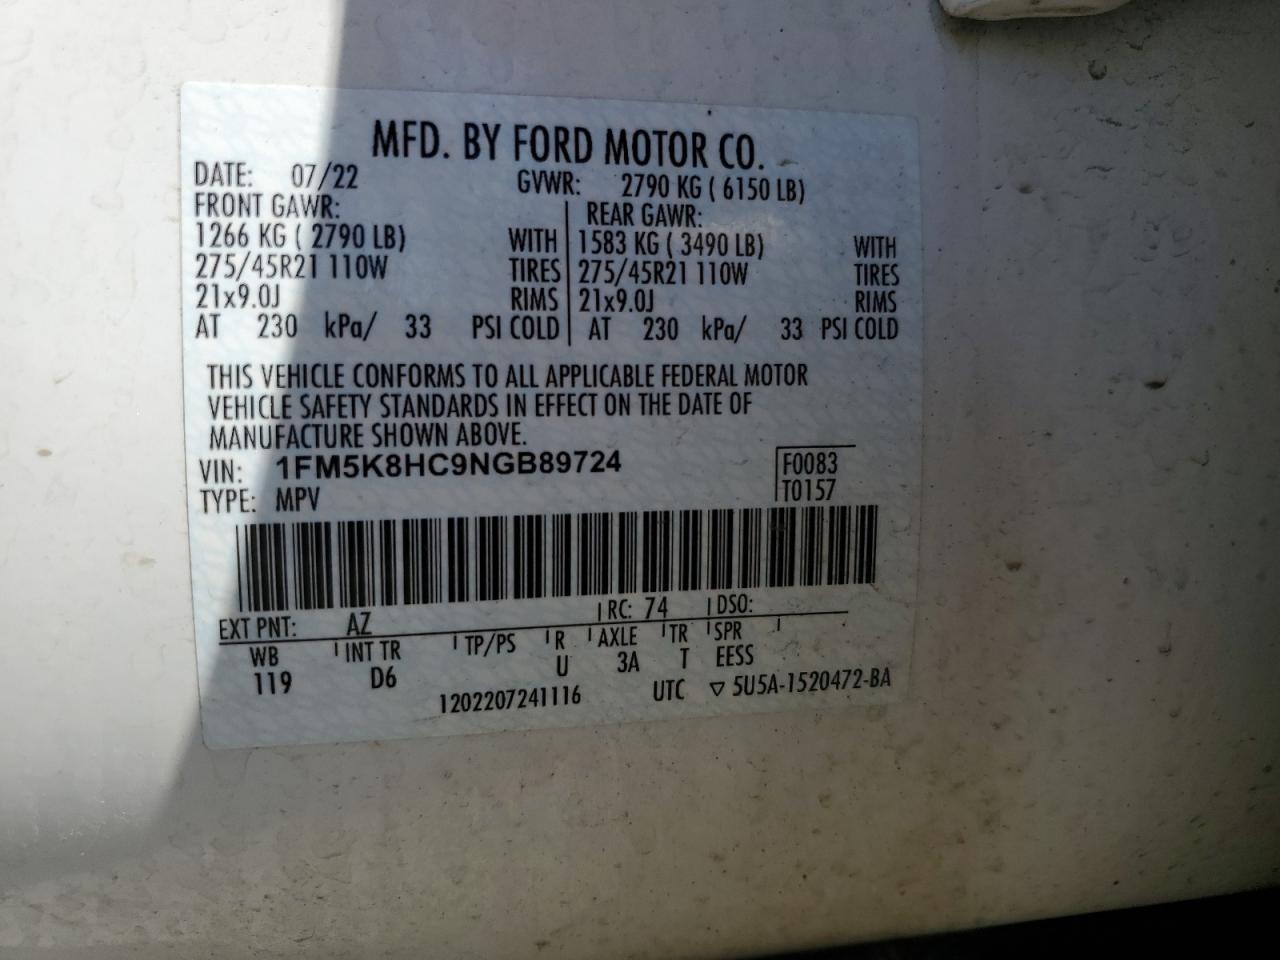 MFD. BY FORD MOTOR CO.
DATE: 07/22 GVWR: 2790 KG ( 6150 LB)
FRONT GAWR: REAR GAWR:
1266 KG ( 2790 LB) WITH 1583 KG ( 3490 LB) WITH
275/45R21 110W TIRES 275/45R21 110W TIRES
21x9.0J RIMS 21x9.0J RIMS
AT 230 kPa/ 33 PSI COLD AT 230 kPa/ 33 PSI COLD
THIS VEHICLE CONFORMS TO ALL APPLICABLE FEDERAL MOTOR
VEHICLE SAFETY STANDARDS IN EFFECT ON THE DATE OF
MANUFACTURE SHOWN ABOVE.
VIN: 1FM5K8HC9NGB89724 F0083
TYPE: MPV T0157
EXT PNT: AZ RC: 74 DSO:
WB INT TR TP/PS R AXLE TR SPR
119 D6 U 3A T EESS
1202207241116 UTC ▽ 5U5A-1520472-BA